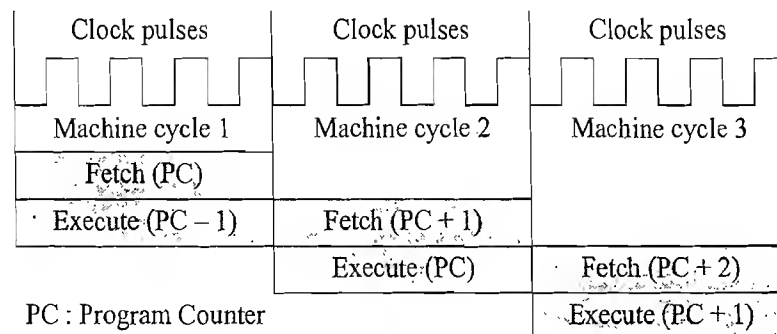 Clock pulses Clock pulses Clock pulses
Machine cycle 1 Machine cycle 2 Machine cycle 3
Fetch (PC)
Execute (PC – 1) Fetch (PC + 1)
Execute (PC) Fetch (PC + 2)
PC : Program Counter Execute (PC + 1)